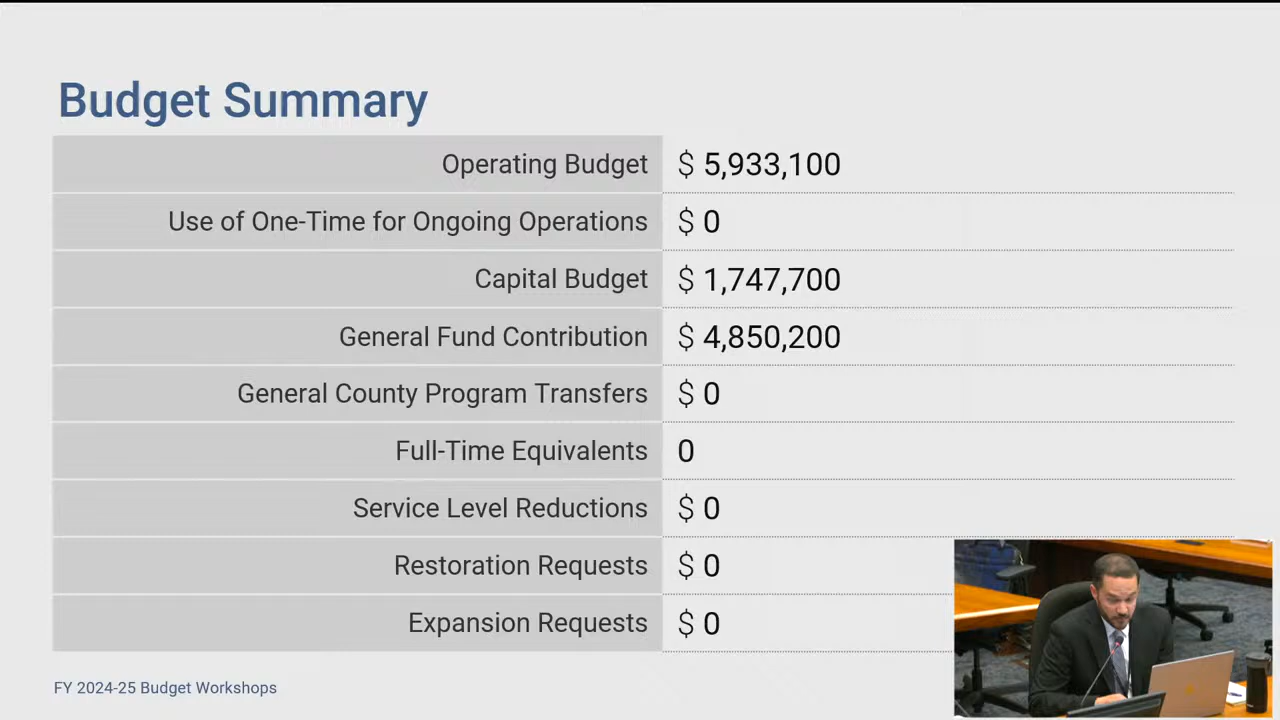 Budget Summary
Operating Budget $ 5,933,100
Use of One-Time for Ongoing Operations $ 0
Capital Budget $ 1,747,700
General Fund Contribution $ 4,850,200
General County Program Transfers $ 0
Full-Time Equivalents 0
Service Level Reductions $ 0
Restoration Requests $ 0
Expansion Requests $ 0
FY 2024-25 Budget Workshops